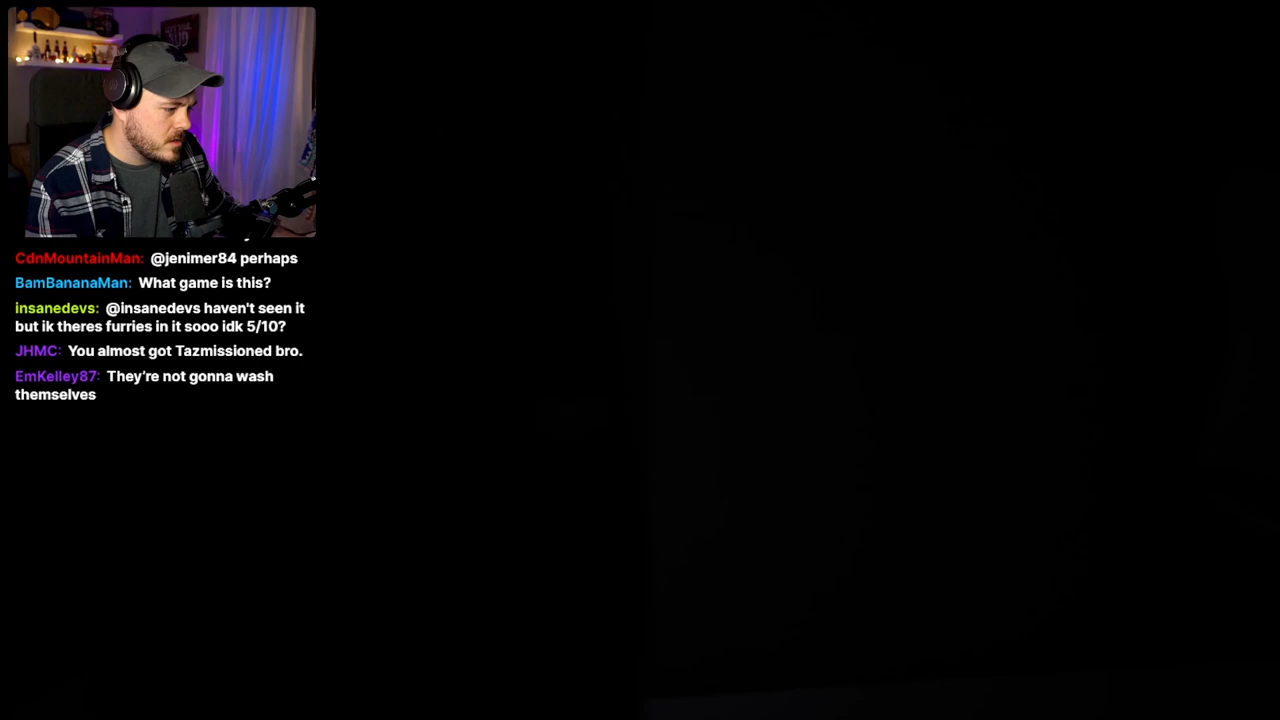 CdnMountainMan: @jenimer84 perhaps
BamBananaMan: What game is this?
insanedevs: @insanedevs haven't seen it
but ik theres furries in it sooo idk 5/10?
JHMC: You almost got Tazmissioned bro.
EmKelley87: They’re not gonna wash
themselves